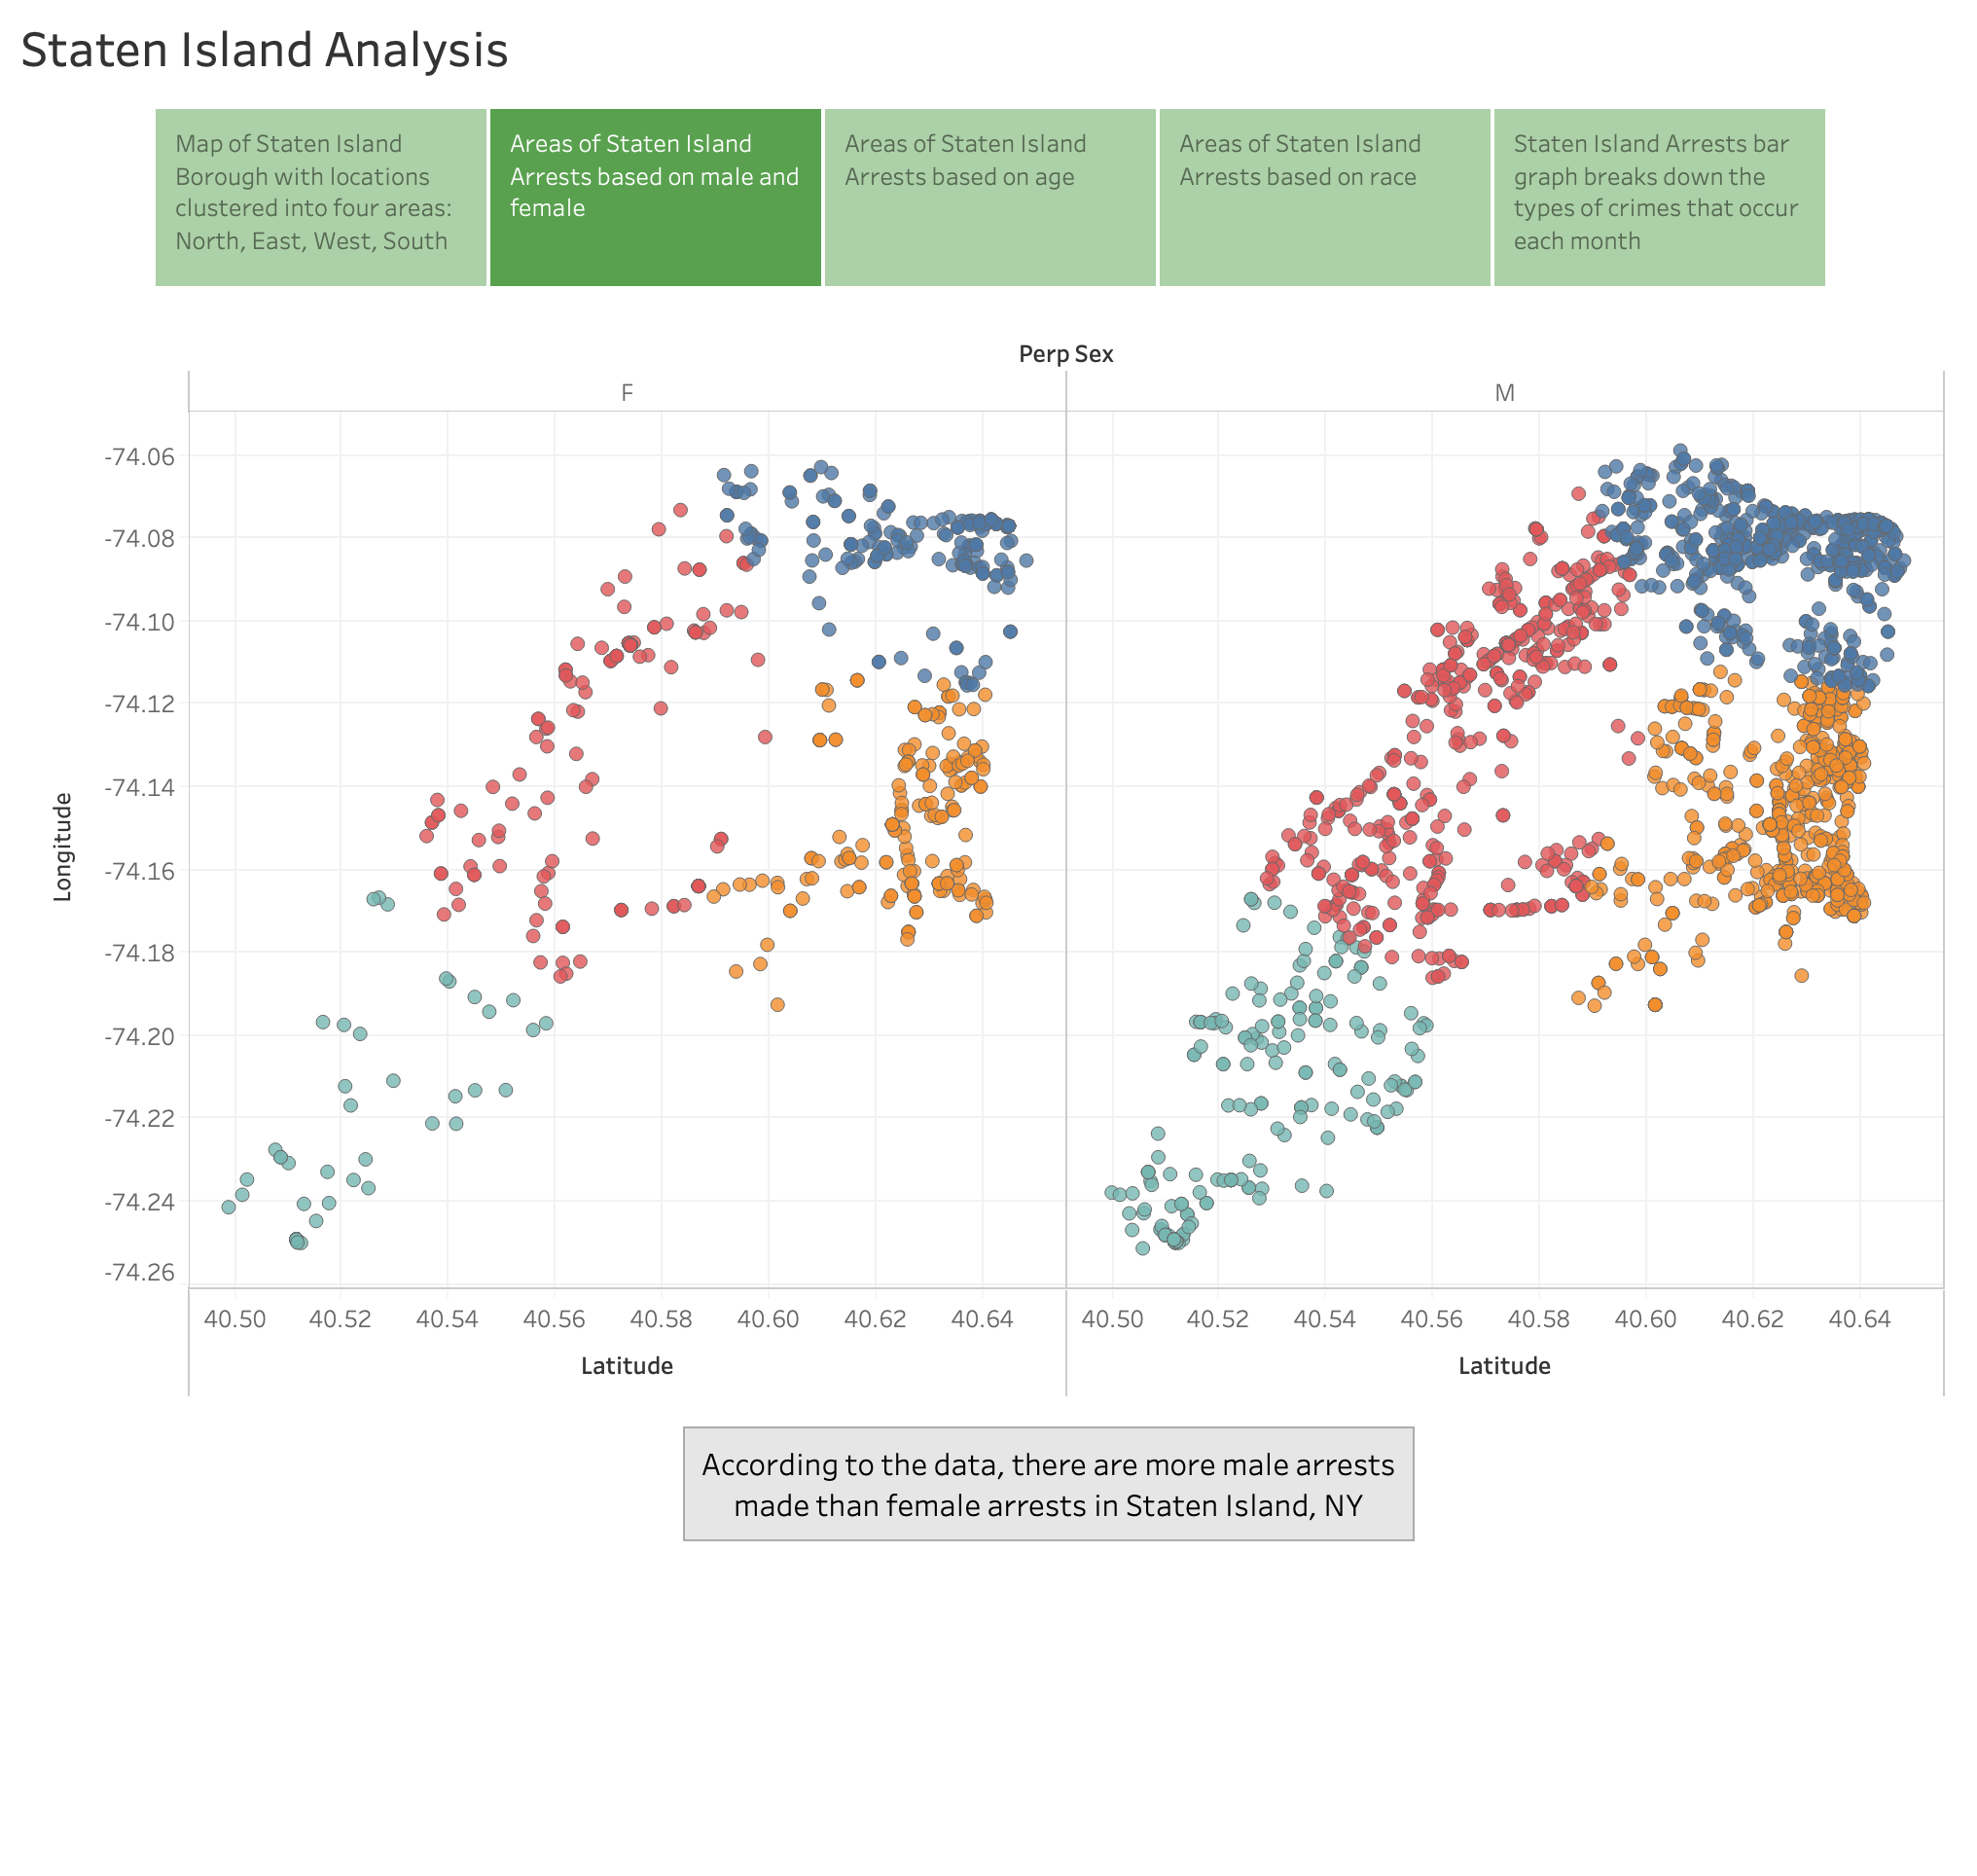 Staten Island Analysis
Map of Staten Island
Borough with locations
clustered into four areas:
North, East, West, South
Areas of Staten Island
Arrests based on male and
female
Areas of Staten Island
Arrests based on age
Areas of Staten Island
Arrests based on race
Staten Island Arrests bar
graph breaks down the
types of crimes that occur
each month
Perp Sex
F
M
Longitude
-74.06
-74.08
-74.10
-74.12
-74.14
-74.16
-74.18
-74.20
-74.22
-74.24
-74.26
40.50 40.52 40.54 40.56 40.58 40.60 40.62 40.64
40.50 40.52 40.54 40.56 40.58 40.60 40.62 40.64
Latitude
Latitude
According to the data, there are more male arrests
made than female arrests in Staten Island, NY